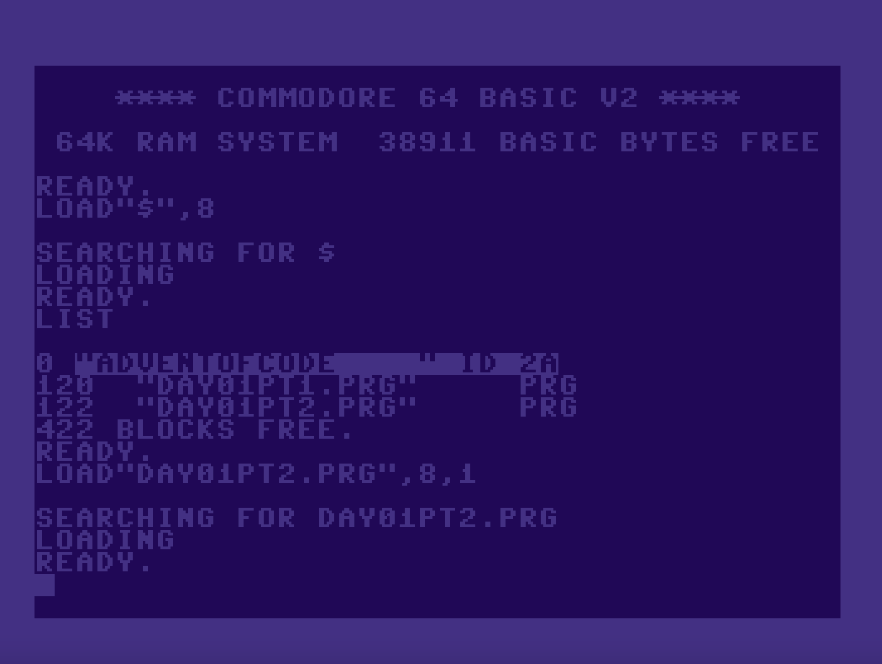 **** COMMODORE 64 BASIC V2 ****
64K RAM SYSTEM  38911 BASIC BYTES FREE
READY.
LOAD"$",8
SEARCHING FOR $
LOADING
READY.
LIST
0 "ADVENTOFCODE    " ID 2A
120  "DAY01PT1.PRG"     PRG
122  "DAY01PT2.PRG"     PRG
422 BLOCKS FREE.
READY.
LOAD"DAY01PT2.PRG",8,1
SEARCHING FOR DAY01PT2.PRG
LOADING
READY.